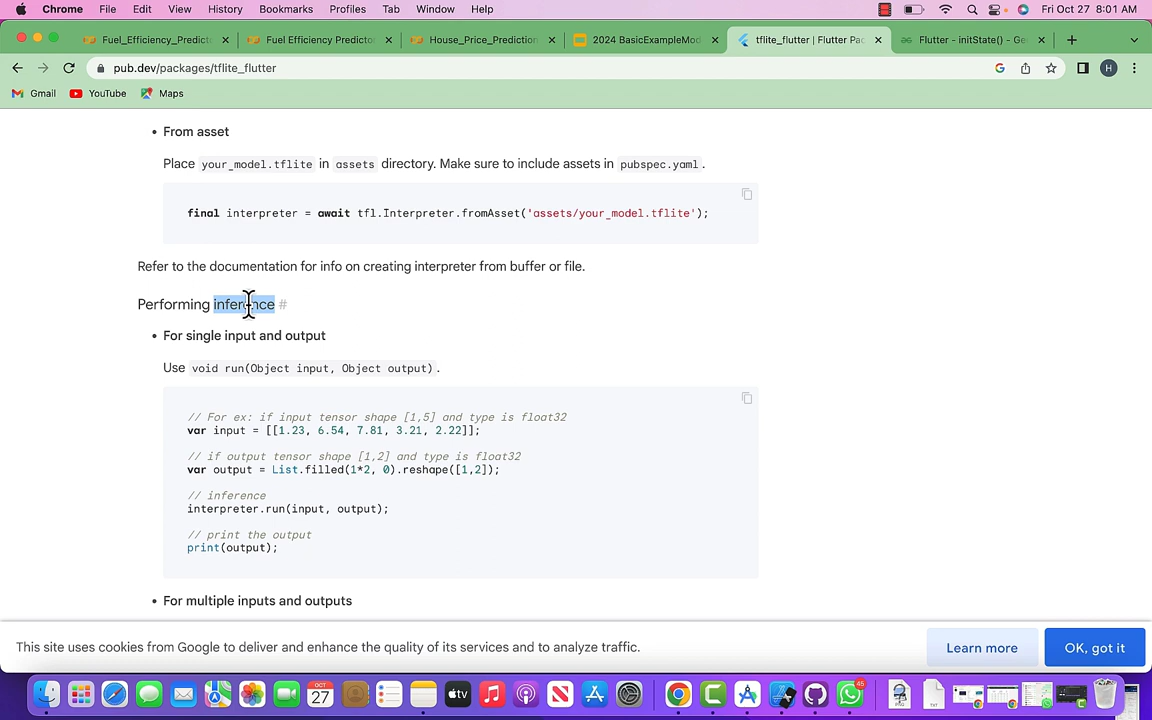 Chrome File Edit View History Bookmarks Profiles Tab Window Help Fri Oct 27 8:01 AM
Fuel_Efficiency_Predicto Fuel Efficiency Predictor House_Price_Prediction 2024 BasicExampleMod tflite_flutter | Flutter Pac Flutter - initState() - Ge
pub.dev/packages/tflite_flutter H
Gmail YouTube Maps
• From asset
Place your_model.tflite in assets directory. Make sure to include assets in pubspec.yaml.
final interpreter = await tfl.Interpreter.fromAsset('assets/your_model.tflite');
Refer to the documentation for info on creating interpreter from buffer or file.
Performing inference #
• For single input and output
Use void run(Object input, Object output).
// For ex: if input tensor shape [1,5] and type is float32
var input = [[1.23, 6.54, 7.81, 3.21, 2.22]];
// if output tensor shape [1,2] and type is float32
var output = List.filled(1*2, 0).reshape([1,2]);
// inference
interpreter.run(input, output);
// print the output
print(output);
• For multiple inputs and outputs
This site uses cookies from Google to deliver and enhance the quality of its services and to analyze traffic. Learn more OK, got it
OCT
27
tv
45